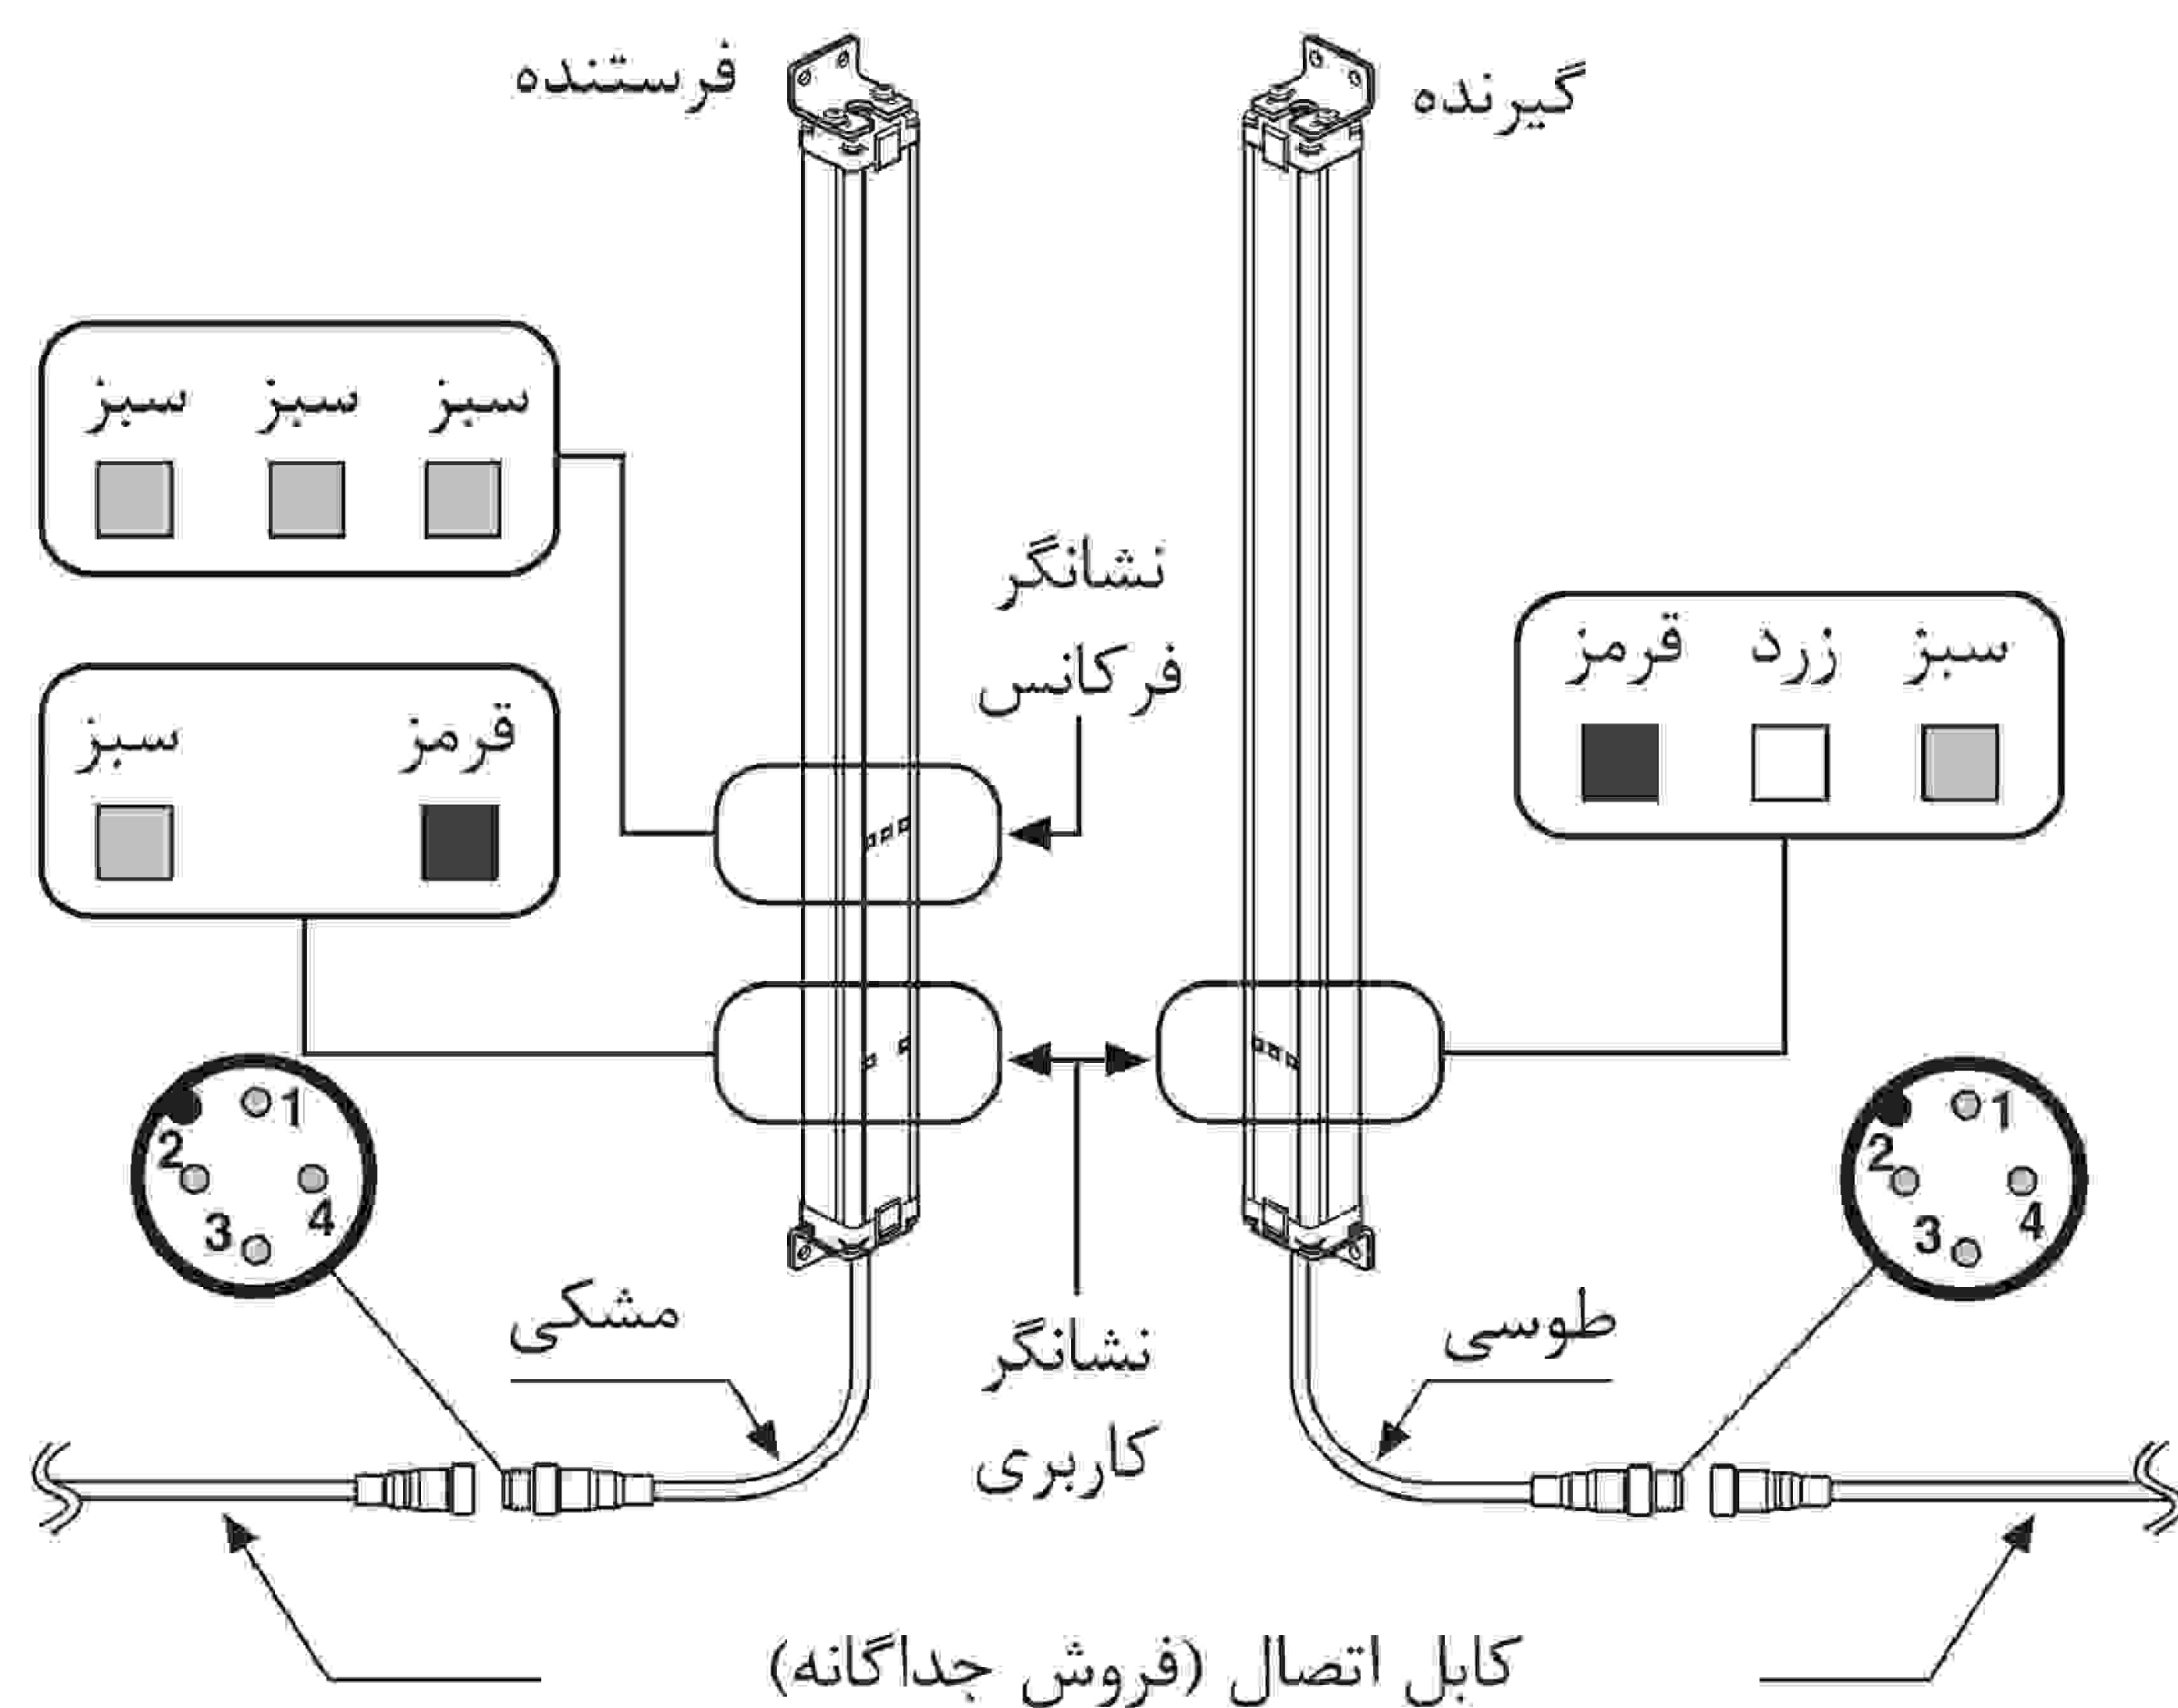 فرستنده
گیرنده
سبز سبز سبز
نشانگر
فرکانس
قرمز زرد سبز
سبز قرمز
1
2
3
4
1
2
3
4
مشکی
طوسی
نشانگر
کاربری
کابل اتصال (فروش جداگانه)